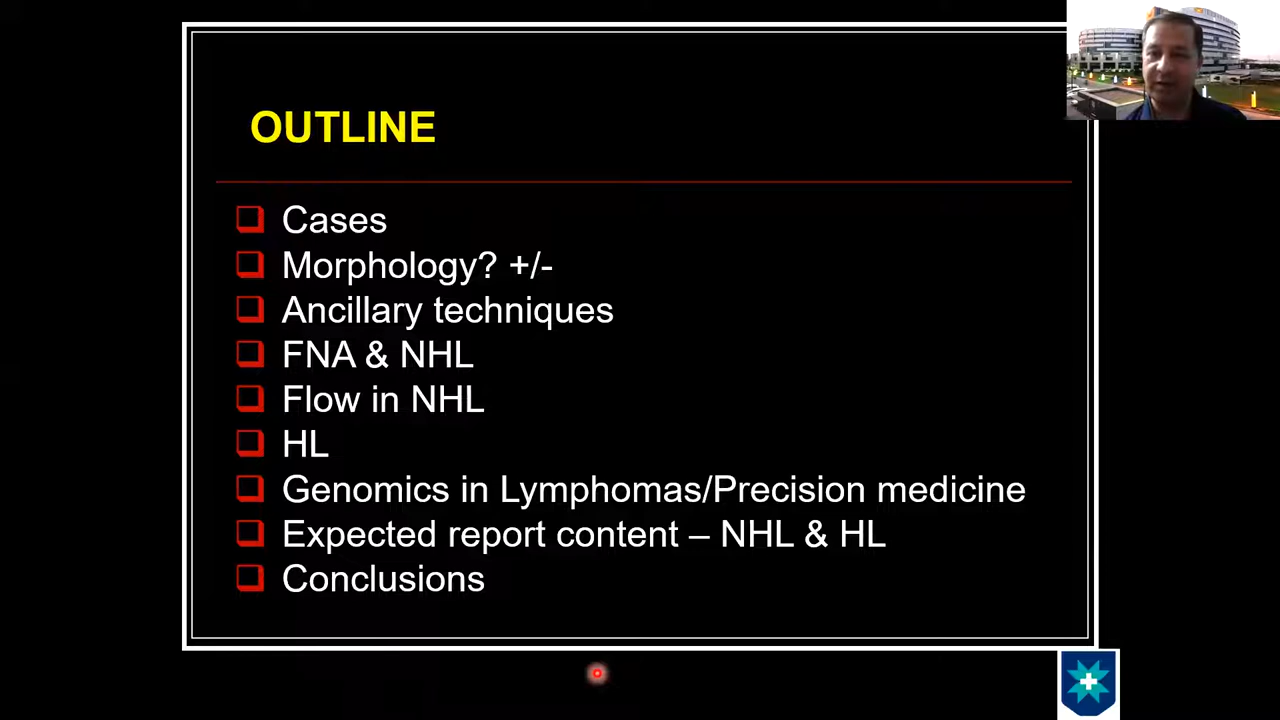 OUTLINE
Cases
Morphology? +/-
Ancillary techniques
FNA & NHL
Flow in NHL
HL
Genomics in Lymphomas/Precision medicine
Expected report content – NHL & HL
Conclusions